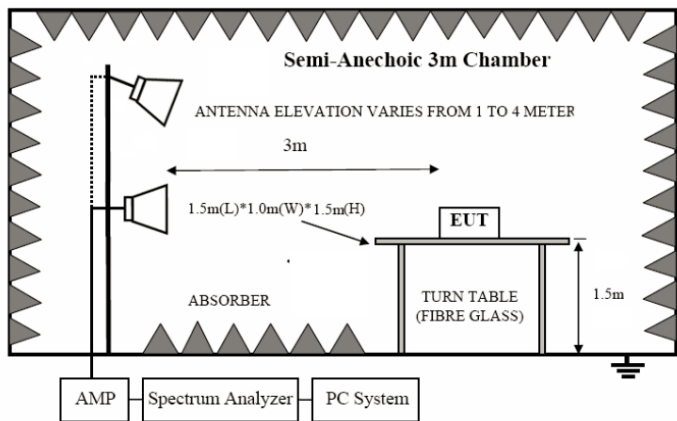 Semi-Anechoic 3m Chamber
ANTENNA ELEVATION VARIES FROM 1 TO 4 METER
3m
1.5m(L)*1.0m(W)*1.5m(H)
EUT
ABSORBER
TURN TABLE
(FIBRE GLASS)
1.5m
AMP
Spectrum Analyzer
PC System